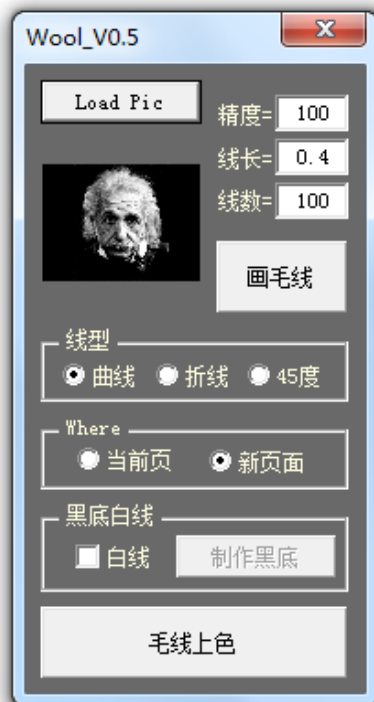 Wool_V0.5
Load Pic
精度= 100
线长= 0.4
线数= 100
画毛线
线型
曲线 折线 45度
Where
当前页 新页面
黑底白线
白线 制作黑底
毛线上色